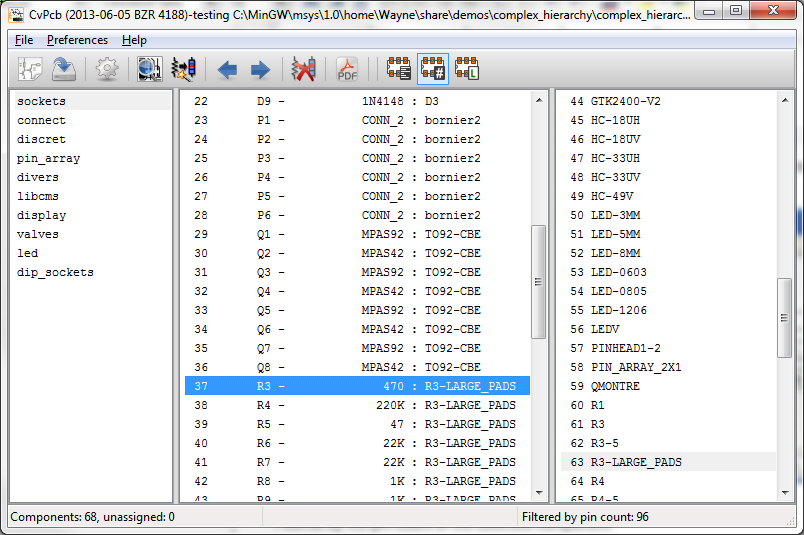 CvPcb (2013-06-05 BZR 4188)-testing C:\MinGW\msys\1.0\home\Wayne\share\demos\complex_hierarchy\complex_hierarc...
File Preferences Help
PDF
#
L
sockets
connect
discret
pin_array
divers
libcms
display
valves
led
dip_sockets
22 D9 - 1N4148 : D3
23 P1 - CONN_2 : bornier2
24 P2 - CONN_2 : bornier2
25 P3 - CONN_2 : bornier2
26 P4 - CONN_2 : bornier2
27 P5 - CONN_2 : bornier2
28 P6 - CONN_2 : bornier2
29 Q1 - MPAS92 : TO92-CBE
30 Q2 - MPAS42 : TO92-CBE
31 Q3 - MPAS92 : TO92-CBE
32 Q4 - MPAS42 : TO92-CBE
33 Q5 - MPAS92 : TO92-CBE
34 Q6 - MPAS42 : TO92-CBE
35 Q7 - MPAS92 : TO92-CBE
36 Q8 - MPAS42 : TO92-CBE
37 R3 - 470 : R3-LARGE_PADS
38 R4 - 220K : R3-LARGE_PADS
39 R5 - 47 : R3-LARGE_PADS
40 R6 - 22K : R3-LARGE_PADS
41 R7 - 22K : R3-LARGE_PADS
42 R8 - 1K : R3-LARGE_PADS
43 R9 - 1K : R3-LARGE_PADS
44 GTK2400-V2
45 HC-18UH
46 HC-18UV
47 HC-33UH
48 HC-33UV
49 HC-49V
50 LED-3MM
51 LED-5MM
52 LED-8MM
53 LED-0603
54 LED-0805
55 LED-1206
56 LEDV
57 PINHEAD1-2
58 PIN_ARRAY_2X1
59 QMONTRE
60 R1
61 R3
62 R3-5
63 R3-LARGE_PADS
64 R4
65 R4-5
Components: 68, unassigned: 0
Filtered by pin count: 96